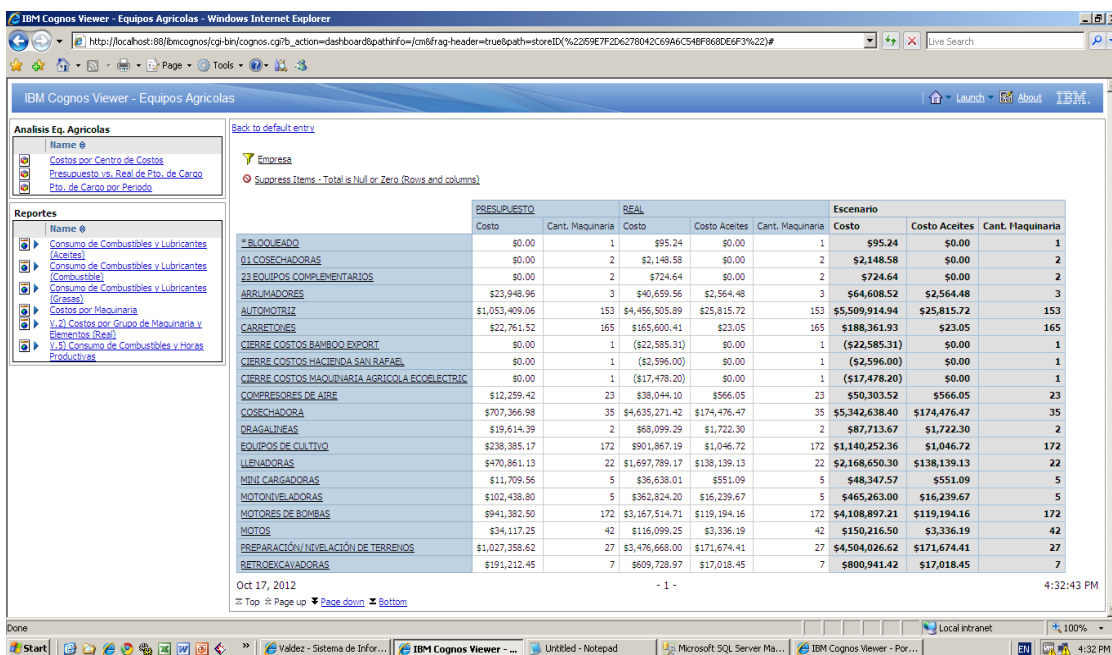 IBM Cognos Viewer - Equipos Agricolas - Windows Internet Explorer
http://localhost:88/ibmcognos/cgi-bin/cognos.cgi?b_action=dashboard&pathinfo=/cm&frag-header=true&path=storeID(%22i59E7F2D6278042C69A6C54BF868DE6F3%22)#
Live Search
Page Tools
IBM Cognos Viewer - Equipos Agricolas
Launch About IBM.
Analisis Eq. Agricolas
Name
Costos por Centro de Costos
Presupuesto vs. Real de Pto. de Cargo
Pto. de Cargo por Periodo
Reportes
Name
Consumo de Combustibles y Lubricantes
(Aceites)
Consumo de Combustibles y Lubricantes
(Combustible)
Consumo de Combustibles y Lubricantes
(Grasas)
Costos por Maquinaria
V.2) Costos por Grupo de Maquinaria y
Elementos (Real)
V.5) Consumo de Combustibles y Horas
Productivas
Back to default entry
Empresa
Suppress Items - Total is Null or Zero (Rows and columns)
PRESUPUESTO REAL Escenario
Costo Cant. Maquinaria Costo Costo Aceites Cant. Maquinaria Costo Costo Aceites Cant. Maquinaria
* BLOQUEADO $0.00 1 $95.24 $0.00 1 $95.24 $0.00 1
01 COSECHADORAS $0.00 2 $2,148.58 $0.00 2 $2,148.58 $0.00 2
23 EQUIPOS COMPLEMENTARIOS $0.00 2 $724.64 $0.00 2 $724.64 $0.00 2
ARRUMADORES $23,948.96 3 $40,659.56 $2,564.48 3 $64,608.52 $2,564.48 3
AUTOMOTRIZ $1,053,409.06 153 $4,456,505.89 $25,815.72 153 $5,509,914.94 $25,815.72 153
CARRETONES $22,761.52 165 $165,600.41 $23.05 165 $188,361.93 $23.05 165
CIERRE COSTOS BAMBOO EXPORT $0.00 1 ($22,585.31) $0.00 1 ($22,585.31) $0.00 1
CIERRE COSTOS HACIENDA SAN RAFAEL $0.00 1 ($2,596.00) $0.00 1 ($2,596.00) $0.00 1
CIERRE COSTOS MAQUINARIA AGRICOLA ECOELECTRIC $0.00 1 ($17,478.20) $0.00 1 ($17,478.20) $0.00 1
COMPRESORES DE AIRE $12,259.42 23 $38,044.10 $566.05 23 $50,303.52 $566.05 23
COSECHADORA $707,366.98 35 $4,635,271.42 $174,476.47 35 $5,342,638.40 $174,476.47 35
DRAGALINEAS $19,614.39 2 $68,099.29 $1,722.30 2 $87,713.67 $1,722.30 2
EQUIPOS DE CULTIVO $238,385.17 172 $901,867.19 $1,046.72 172 $1,140,252.36 $1,046.72 172
LLENADORAS $470,861.13 22 $1,697,789.17 $138,139.13 22 $2,168,650.30 $138,139.13 22
MINI CARGADORAS $11,709.56 5 $36,638.01 $551.09 5 $48,347.57 $551.09 5
MOTONIVELADORAS $102,438.80 5 $362,824.20 $16,239.67 5 $465,263.00 $16,239.67 5
MOTORES DE BOMBAS $941,382.50 172 $3,167,514.71 $119,194.16 172 $4,108,897.21 $119,194.16 172
MOTOS $34,117.25 42 $116,099.25 $3,336.19 42 $150,216.50 $3,336.19 42
PREPARACIÓN/ NIVELACIÓN DE TERRENOS $1,027,358.62 27 $3,476,668.00 $171,674.41 27 $4,504,026.62 $171,674.41 27
RETROEXCAVADORAS $191,212.45 7 $609,728.97 $17,018.45 7 $800,941.42 $17,018.45 7
Oct 17, 2012 - 1 - 4:32:43 PM
Top Page up Page down Bottom
Done Local intranet 100%
Start Valdez - Sistema de Infor... IBM Cognos Viewer - ... Untitled - Notepad Microsoft SQL Server Ma... IBM Cognos Viewer - Por... EN 4:32 PM